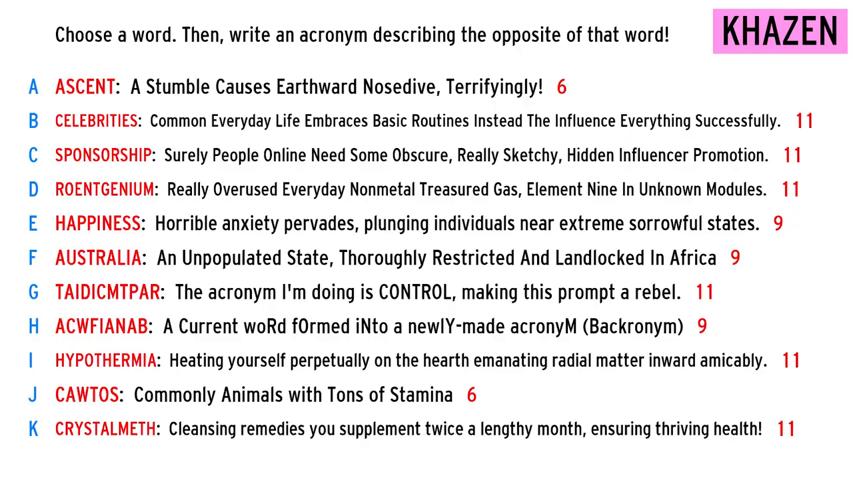 Choose a word. Then, write an acronym describing the opposite of that word!
KHAZEN
A ASCENT: A Stumble Causes Earthward Nosedive, Terrifyingly! 6
B CELEBRITIES: Common Everyday Life Embraces Basic Routines Instead The Influence Everything Successfully. 11
C SPONSORSHIP: Surely People Online Need Some Obscure, Really Sketchy, Hidden Influencer Promotion. 11
D ROENTGENIUM: Really Overused Everyday Nonmetal Treasured Gas, Element Nine In Unknown Modules. 11
E HAPPINESS: Horrible anxiety pervades, plunging individuals near extreme sorrowful states. 9
F AUSTRALIA: An Unpopulated State, Thoroughly Restricted And Landlocked In Africa 9
G TAIDICMTPAR: The acronym I'm doing is CONTROL, making this prompt a rebel. 11
H ACWFIANAB: A Current woRd fOrmed iNto a newlY-made acronyM (Backronym) 9
I HYPOTHERMIA: Heating yourself perpetually on the hearth emanating radial matter inward amicably. 11
J CAWTOS: Commonly Animals with Tons of Stamina 6
K CRYSTALMETH: Cleansing remedies you supplement twice a lengthy month, ensuring thriving health! 11